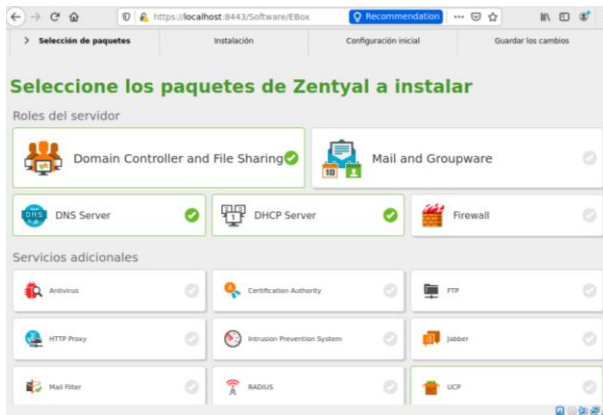 https://localhost:8443/Software/EBox
Recommendation
Selección de paquetes
Instalación
Configuración inicial
Guardar los cambios
Seleccione los paquetes de Zentyal a instalar
Roles del servidor
Domain Controller and File Sharing
Mail and Groupware
DNS Server
DHCP Server
Firewall
Servicios adicionales
Antivirus
Certification Authority
FTP
HTTP Proxy
Intrusion Prevention System
Jabber
Mail Filter
RADIUS
UCP